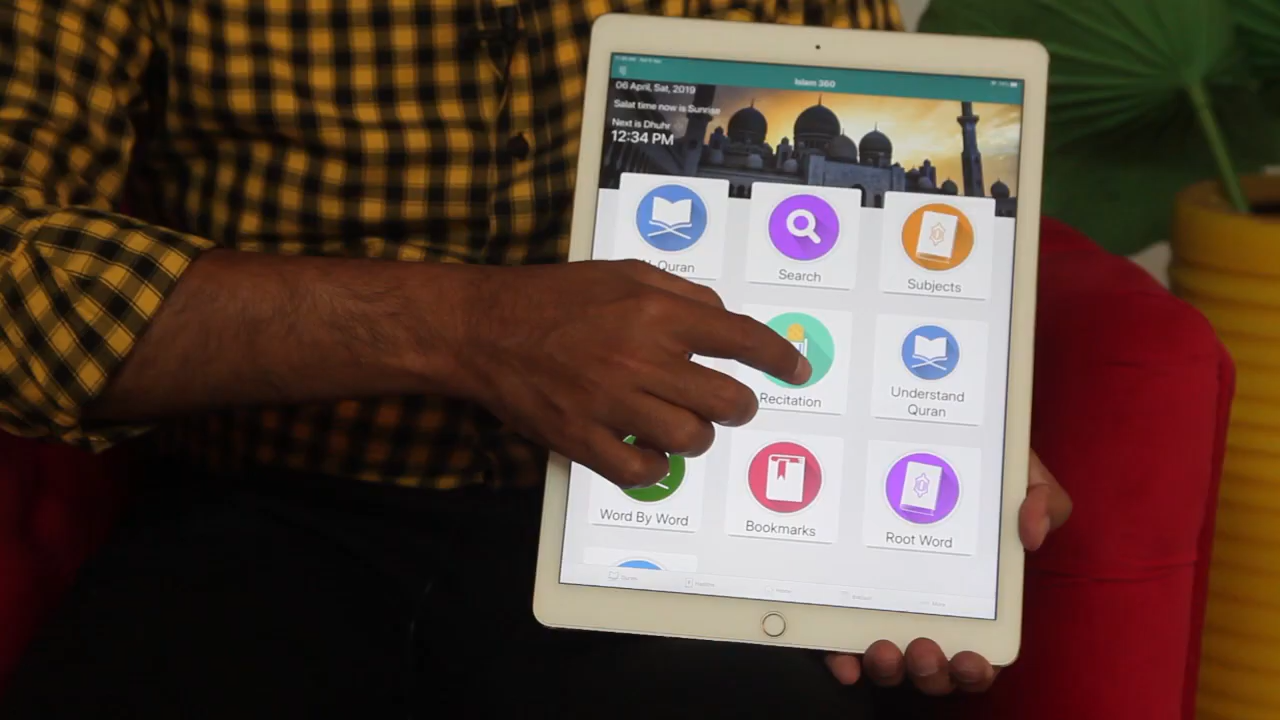 Islam 360
06 April, Sat, 2019
Salat time now is Sunrise
Next is Dhuhr
12:34 PM
Quran
Search
Subjects
Recitation
Understand
Quran
Word By Word
Bookmarks
Root Word